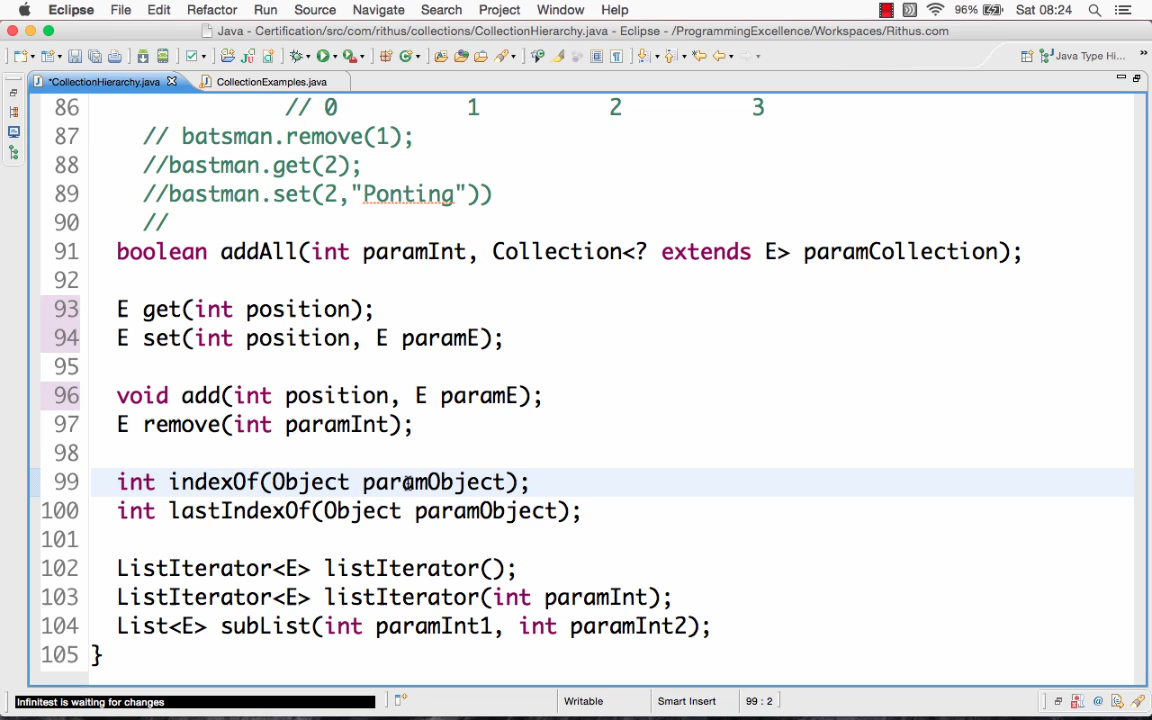 Eclipse File Edit Refactor Run Source Navigate Search Project Window Help 96% Sat 08:24
Java - Certification/src/com/rithus/collections/CollectionHierarchy.java - Eclipse - /ProgrammingExcellence/Workspaces/Rithus.com
Java Type Hi...
*CollectionHierarchy.java CollectionExamples.java
86 // 0 1 2 3
87 // batsman.remove(1);
88 //bastman.get(2);
89 //bastman.set(2,"Ponting"))
90 //
91 boolean addAll(int paramInt, Collection<? extends E> paramCollection);
92
93 E get(int position);
94 E set(int position, E paramE);
95
96 void add(int position, E paramE);
97 E remove(int paramInt);
98
99 int indexOf(Object paramObject);
100 int lastIndexOf(Object paramObject);
101
102 ListIterator<E> listIterator();
103 ListIterator<E> listIterator(int paramInt);
104 List<E> subList(int paramInt1, int paramInt2);
105 }
Infinitest is waiting for changes Writable Smart Insert 99 : 2